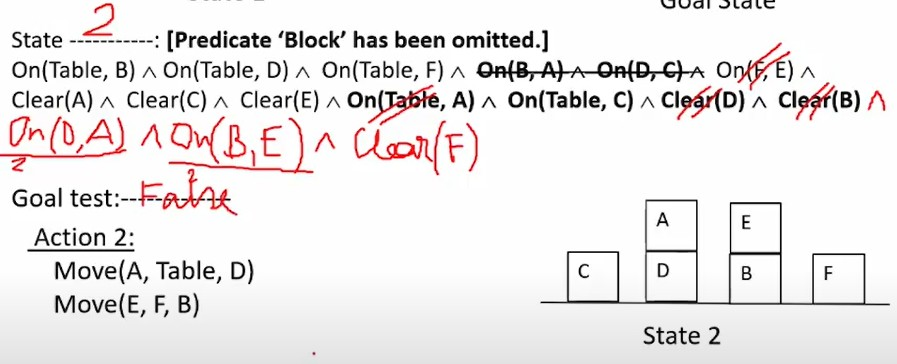 Goal State
State -----------: [Predicate ‘Block’ has been omitted.]
2
On(Table, B) ∧ On(Table, D) ∧ On(Table, F) ∧ On(B, A) ∧ On(D, C) ∧ On(F, E) ∧
Clear(A) ∧ Clear(C) ∧ Clear(E) ∧ On(Table, A) ∧ On(Table, C) ∧ Clear(D) ∧ Clear(B) ∧
On(D,A) ∧ On(B,E) ∧ Clear(F)
2 2
Goal test:----------- False
Action 2:
Move(A, Table, D)
Move(E, F, B)
A E
C D B F
State 2